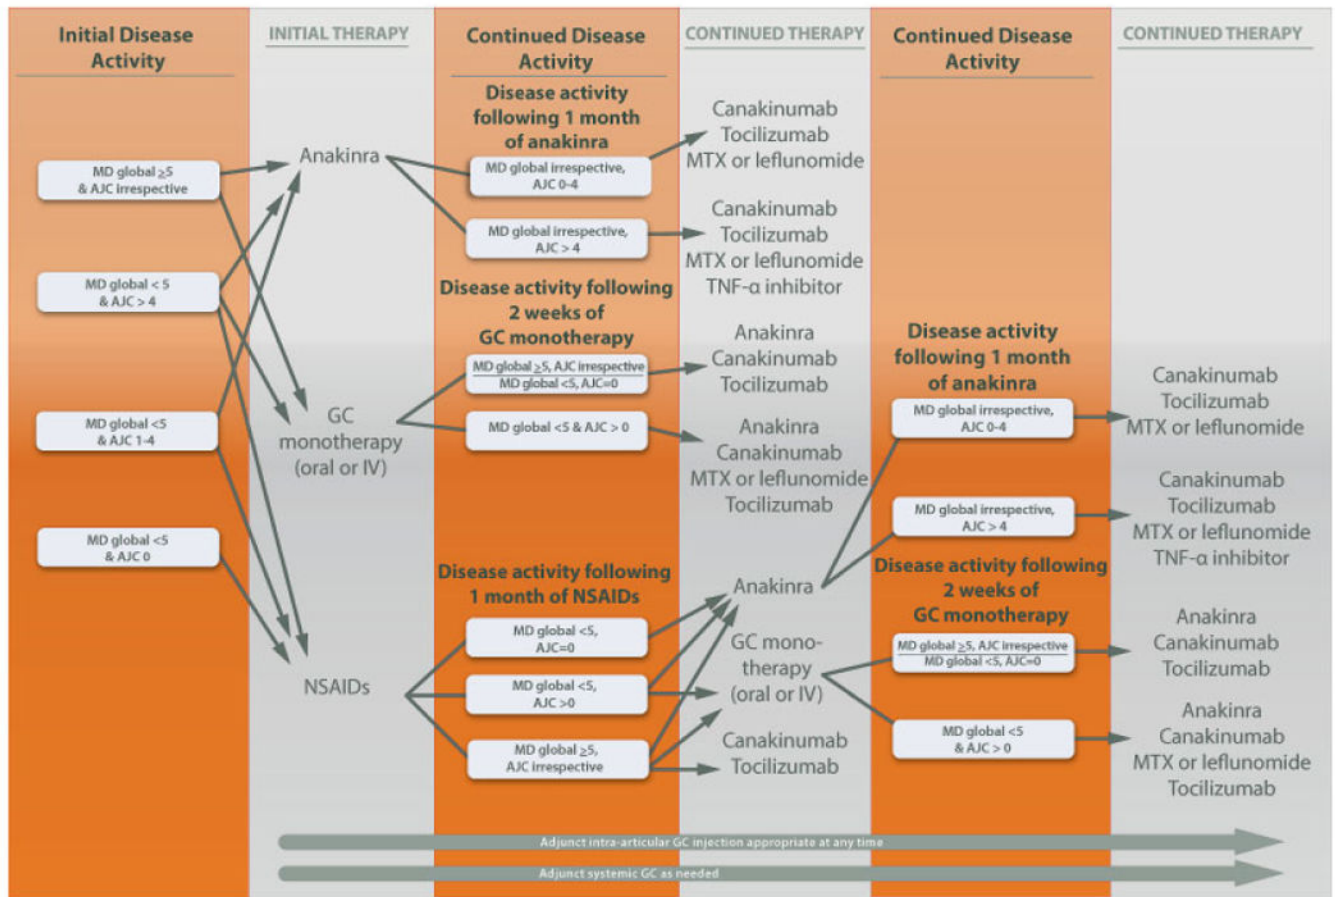 Initial Disease
Activity
MD global ≥5
& AJC irrespective
MD global < 5
& AJC > 4
MD global <5
& AJC 1-4
MD global <5
& AJC 0
INITIAL THERAPY
Anakinra
GC
monotherapy
(oral or IV)
NSAIDs
Continued Disease
Activity
Disease activity
following 1 month
of anakinra
MD global irrespective,
AJC 0-4
MD global irrespective,
AJC > 4
Disease activity following
2 weeks of
GC monotherapy
MD global ≥5, AJC irrespective
MD global <5, AJC=0
MD global <5 & AJC > 0
Disease activity following
1 month of NSAIDs
MD global <5,
AJC=0
MD global <5,
AJC >0
MD global ≥5,
AJC irrespective
CONTINUED THERAPY
Canakinumab
Tocilizumab
MTX or leflunomide
Canakinumab
Tocilizumab
MTX or leflunomide
TNF-α inhibitor
Anakinra
Canakinumab
Tocilizumab
Anakinra
Canakinumab
MTX or leflunomide
Tocilizumab
Anakinra
GC mono-
therapy
(oral or IV)
Canakinumab
Tocilizumab
Continued Disease
Activity
Disease activity
following 1 month
of anakinra
MD global irrespective,
AJC 0-4
MD global irrespective,
AJC > 4
Disease activity following
2 weeks of
GC monotherapy
MD global ≥5, AJC irrespective
MD global <5, AJC=0
MD global <5
& AJC > 0
CONTINUED THERAPY
Canakinumab
Tocilizumab
MTX or leflunomide
Canakinumab
Tocilizumab
MTX or leflunomide
TNF-α inhibitor
Anakinra
Canakinumab
Tocilizumab
Anakinra
Canakinumab
MTX or leflunomide
Tocilizumab
Adjunct intra-articular GC injection appropriate at any time
Adjunct systemic GC as needed